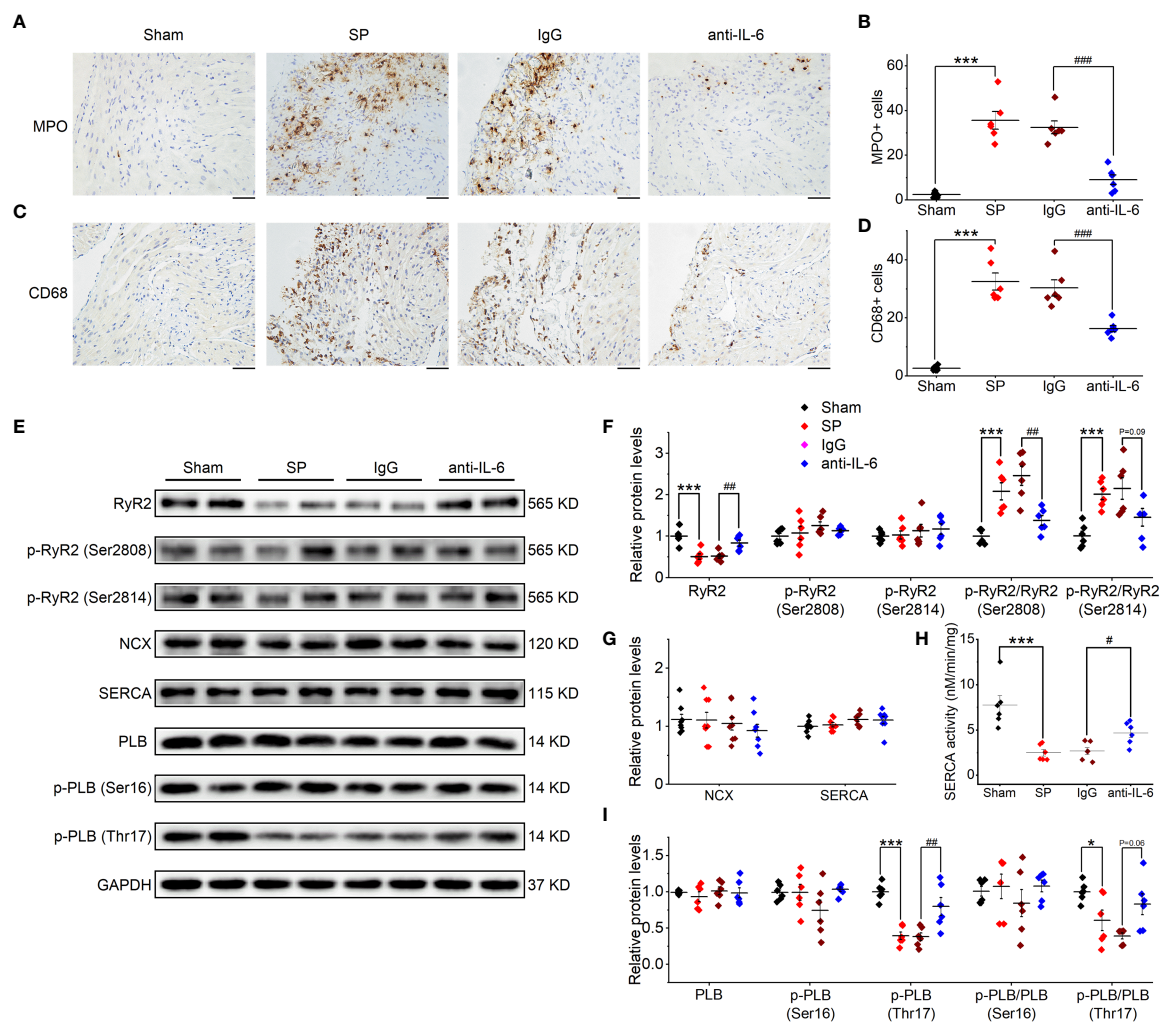 A
Sham
SP
IgG
anti-IL-6
MPO
B
MPO+ cells
60
40
20
0
***
###
Sham
SP
IgG
anti-IL-6
C
CD68
D
CD68+ cells
40
20
0
***
###
Sham
SP
IgG
anti-IL-6
E
Sham
SP
IgG
anti-IL-6
RyR2
565 KD
p-RyR2 (Ser2808)
565 KD
p-RyR2 (Ser2814)
565 KD
NCX
120 KD
SERCA
115 KD
PLB
14 KD
p-PLB (Ser16)
14 KD
p-PLB (Thr17)
14 KD
GAPDH
37 KD
F
Sham
SP
IgG
anti-IL-6
Relative protein levels
3
2
1
0
***
##
***
##
***
P=0.09
RyR2
p-RyR2
(Ser2808)
p-RyR2
(Ser2814)
p-RyR2/RyR2
(Ser2808)
p-RyR2/RyR2
(Ser2814)
G
Relative protein levels
2
1
0
NCX
SERCA
H
SERCA activity (nM/min/mg)
15
10
5
0
***
#
Sham
SP
IgG
anti-IL-6
I
Relative protein levels
1.5
1.0
0.5
0.0
***
##
*
P=0.06
PLB
p-PLB
(Ser16)
p-PLB
(Thr17)
p-PLB/PLB
(Ser16)
p-PLB/PLB
(Thr17)